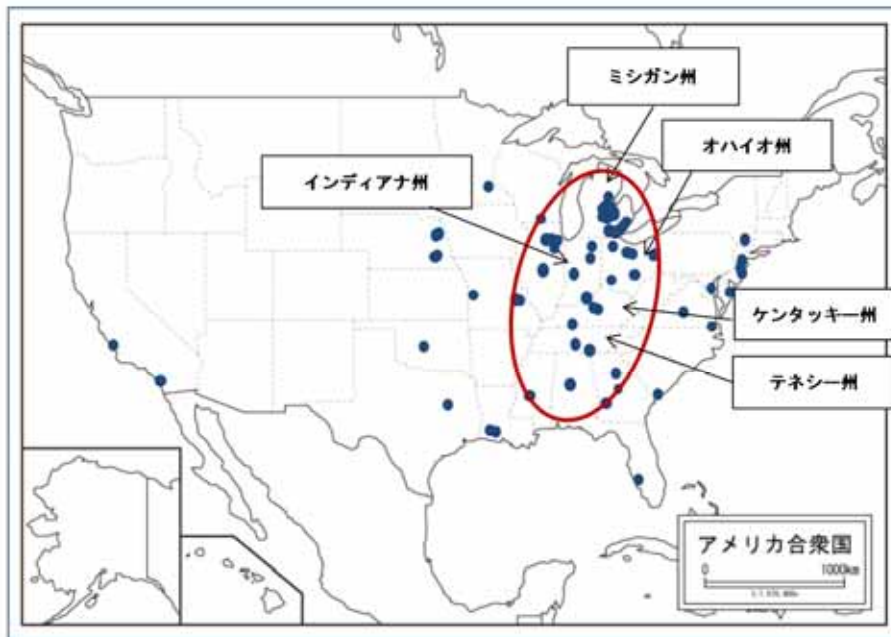 ミシガン州
オハイオ州
インディアナ州
ケンタッキー州
テネシー州
アメリカ合衆国
0 1000km